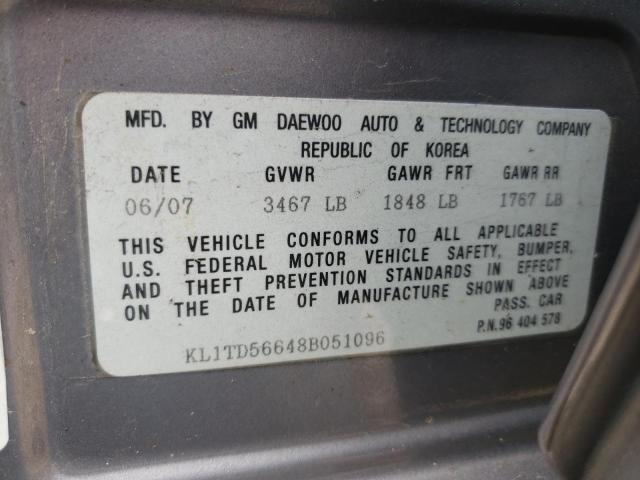 MFD. BY GM DAEWOO AUTO & TECHNOLOGY COMPANY
REPUBLIC OF KOREA
DATE GVWR GAWR FRT GAWR RR
06/07 3467 LB 1848 LB 1767 LB
THIS VEHICLE CONFORMS TO ALL APPLICABLE
U.S. FEDERAL MOTOR VEHICLE SAFETY, BUMPER,
AND THEFT PREVENTION STANDARDS IN EFFECT
ON THE DATE OF MANUFACTURE SHOWN ABOVE
PASS. CAR
P.N. 96 404 578
KL1TD56648B051096